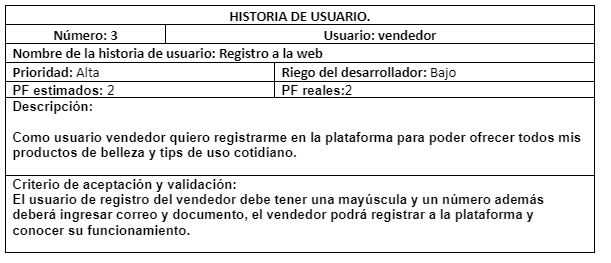 HISTORIA DE USUARIO.
Número: 3 Usuario: vendedor
Nombre de la historia de usuario: Registro a la web
Prioridad: Alta Riego del desarrollador: Bajo
PF estimados: 2 PF reales:2
Descripción:
Como usuario vendedor quiero registrarme en la plataforma para poder ofrecer todos mis
productos de belleza y tips de uso cotidiano.
Criterio de aceptación y validación:
El usuario de registro del vendedor debe tener una mayúscula y un número además
deberá ingresar correo y documento, el vendedor podrá registrar a la plataforma y
conocer su funcionamiento.